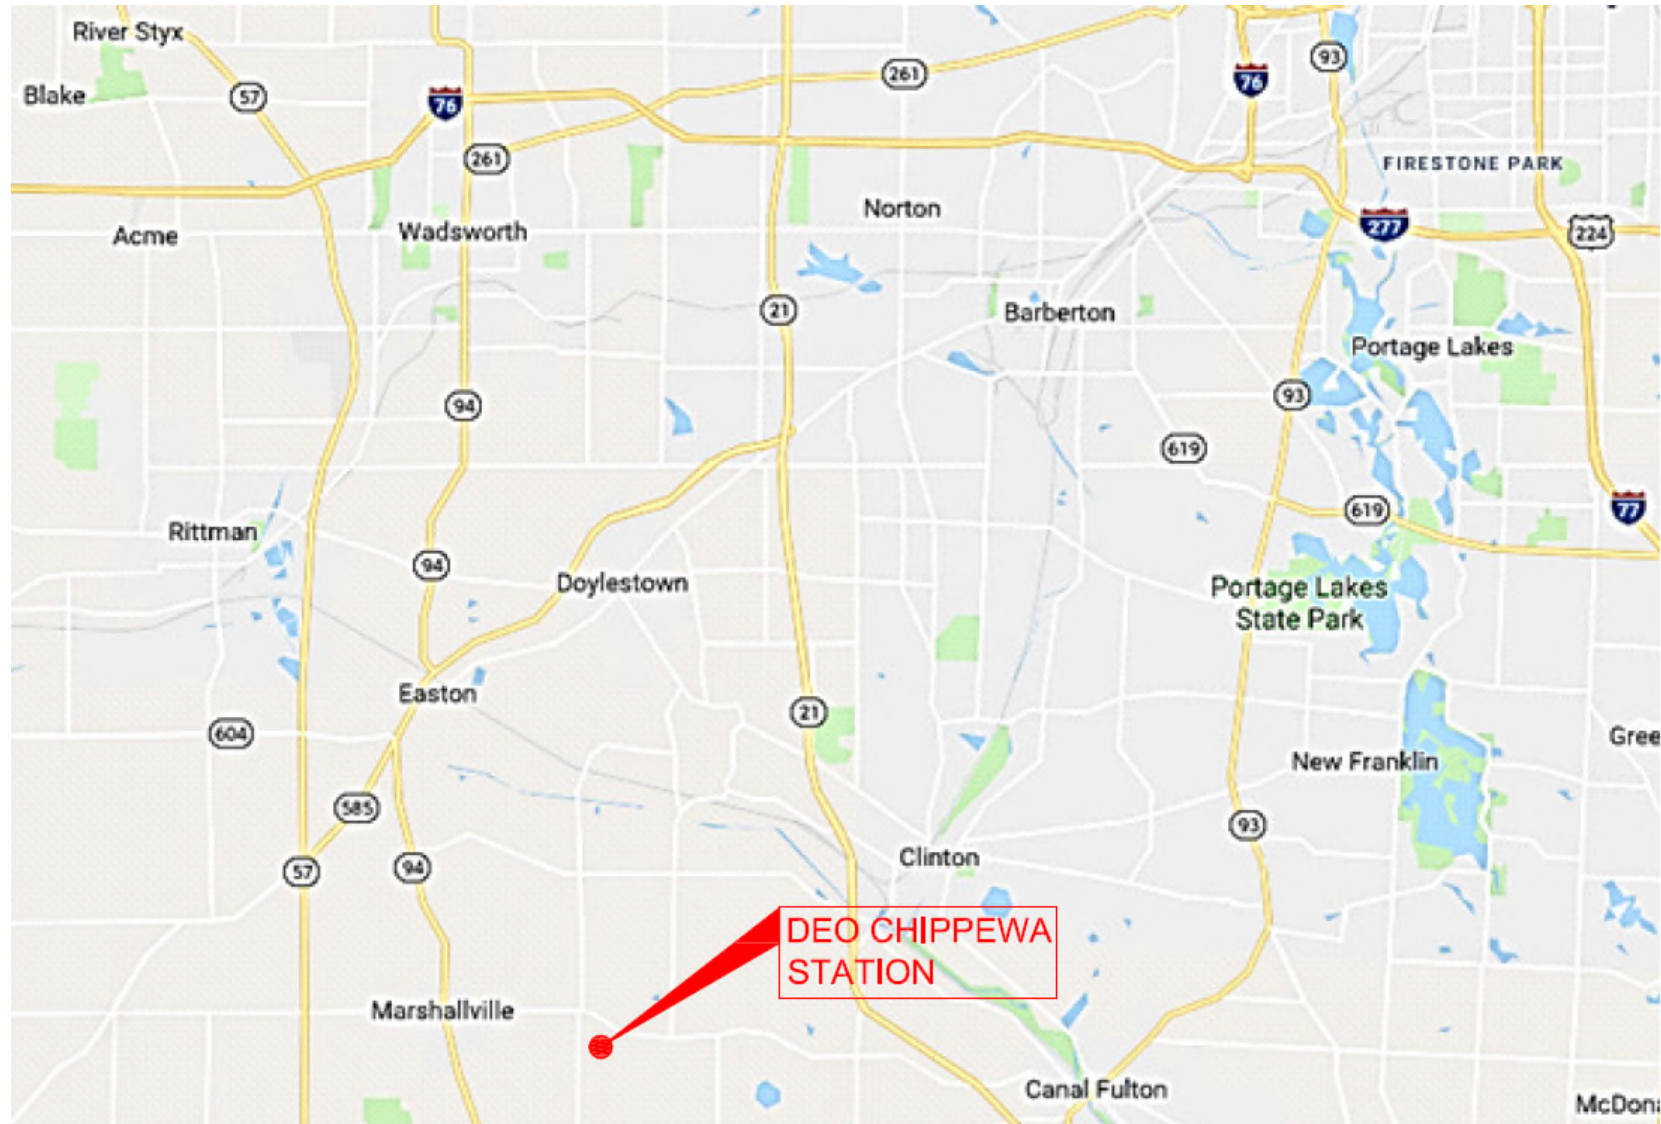 River Styx
93
261
76
76
Blake
57
261
FIRESTONE PARK
Norton
277
224
Acme
Wadsworth
21
Barberton
Portage Lakes
93
94
619
77
619
Rittman
94
Doylestown
Portage Lakes
State Park
Easton
21
604
Gree
New Franklin
585
93
Clinton
57
94
DEO CHIPPEWA
STATION
Marshallville
Canal Fulton
McDon